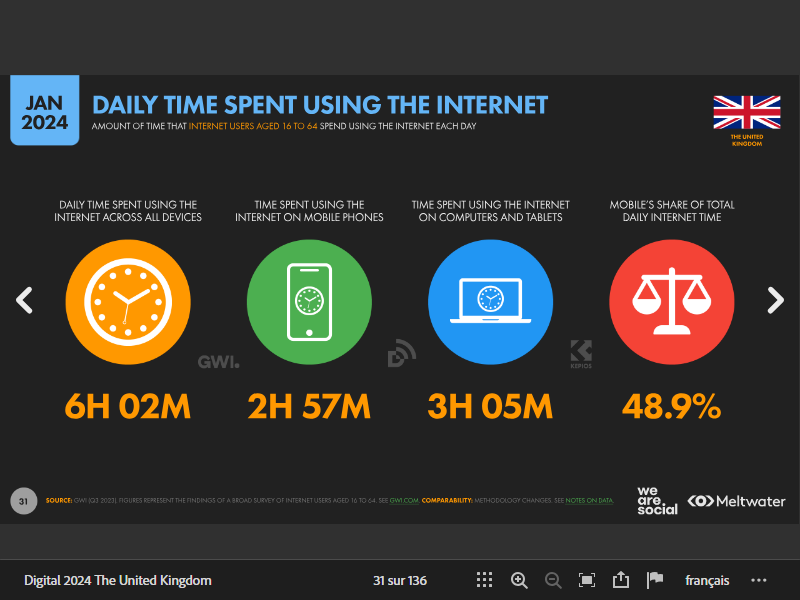 JAN
2024
DAILY TIME SPENT USING THE INTERNET
AMOUNT OF TIME THAT INTERNET USERS AGED 16 TO 64 SPEND USING THE INTERNET EACH DAY
THE UNITED
KINGDOM
DAILY TIME SPENT USING THE
INTERNET ACROSS ALL DEVICES
TIME SPENT USING THE
INTERNET ON MOBILE PHONES
TIME SPENT USING THE INTERNET
ON COMPUTERS AND TABLETS
MOBILE'S SHARE OF TOTAL
DAILY INTERNET TIME
GWI.
KEPIOS
6H 02M
2H 57M
3H 05M
48.9%
31
SOURCE: GWI (Q3 2023). FIGURES REPRESENT THE FINDINGS OF A BROAD SURVEY OF INTERNET USERS AGED 16 TO 64. SEE GWI.COM. COMPARABILITY: METHODOLOGY CHANGES. SEE NOTES ON DATA.
we
are
social
Meltwater
Digital 2024 The United Kingdom
31 sur 136
français